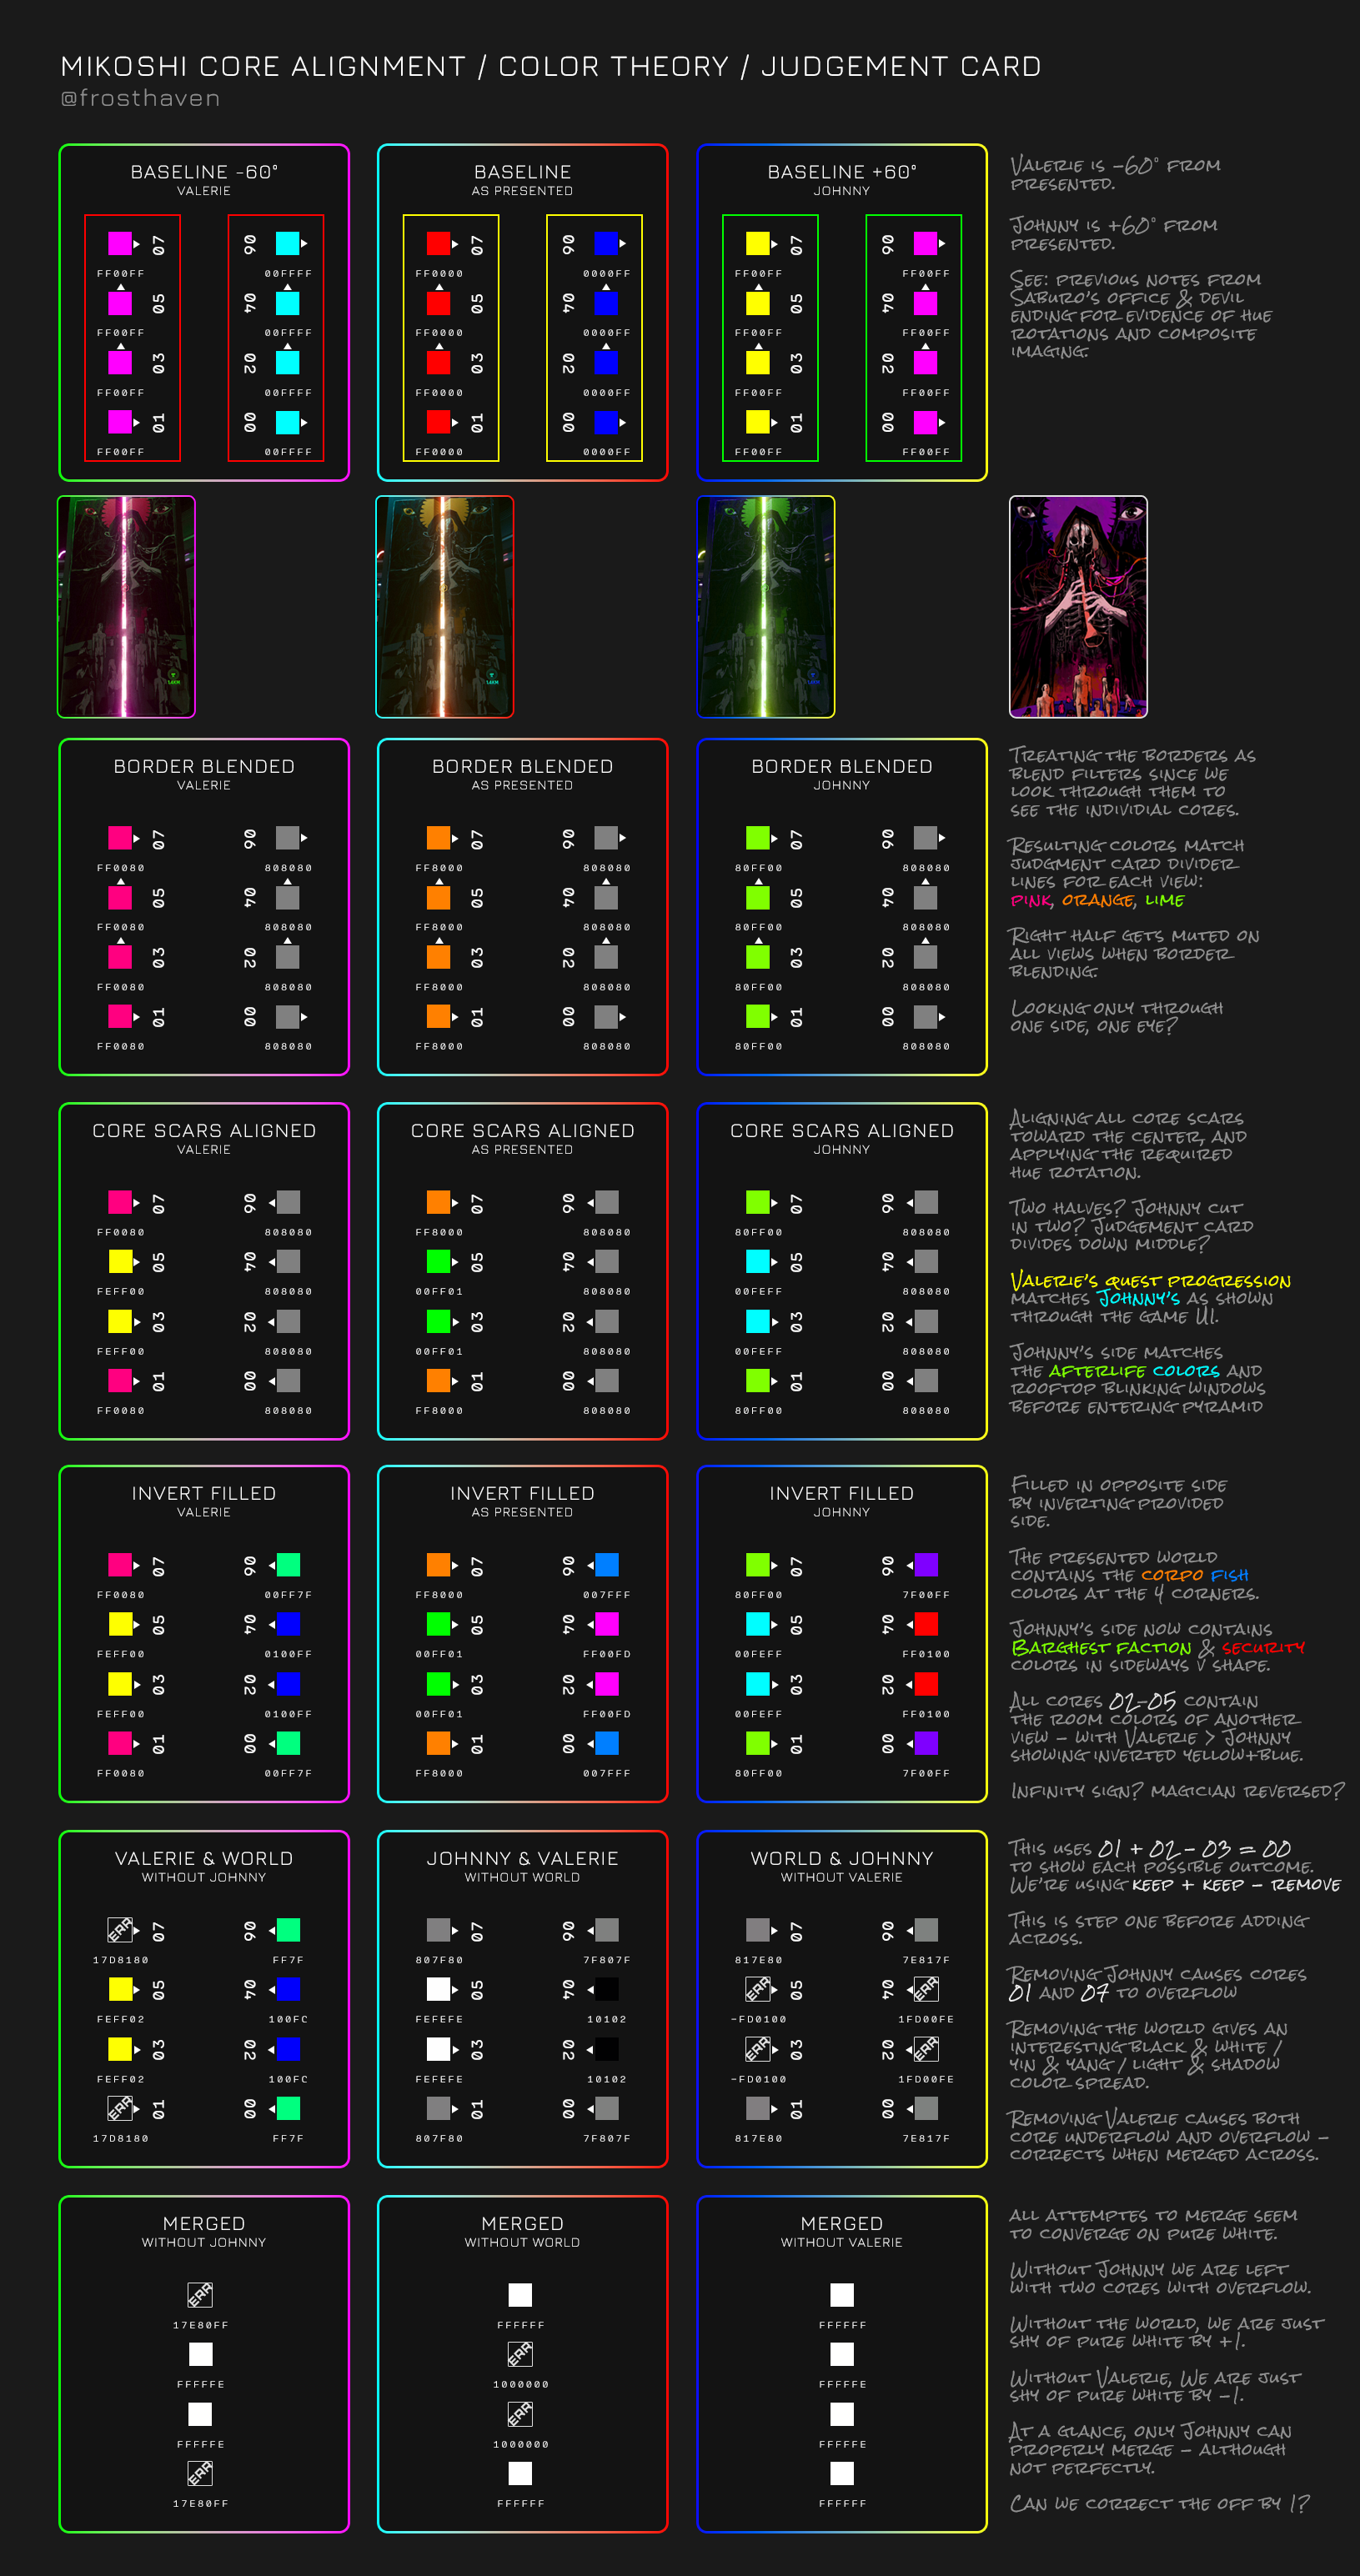 MIKOSHI CORE ALIGNMENT / COLOR THEORY / JUDGEMENT CARD
@frosthaven
BASELINE -60°
VALERIE
07 06
FF00FF 00FFFF
05 04
FF00FF 00FFFF
03 02
FF00FF 00FFFF
01 00
FF00FF 00FFFF
BASELINE
AS PRESENTED
07 06
FF0000 0000FF
05 04
FF0000 0000FF
03 02
FF0000 0000FF
01 00
FF0000 0000FF
BASELINE +60°
JOHNNY
07 06
FF00FF FF00FF
05 04
FF00FF FF00FF
03 02
FF00FF FF00FF
01 00
FF00FF FF00FF
VALERIE IS -60° FROM
PRESENTED.
JOHNNY IS +60° FROM
PRESENTED.
SEE: PREVIOUS NOTES FROM
SABURO'S OFFICE & DEVIL
ENDING FOR EVIDENCE OF HUE
ROTATIONS AND COMPOSITE
IMAGING.
BORDER BLENDED
VALERIE
07 06
FF0080 808080
05 04
FF0080 808080
03 02
FF0080 808080
01 00
FF0080 808080
BORDER BLENDED
AS PRESENTED
07 06
FF8000 808080
05 04
FF8000 808080
03 02
FF8000 808080
01 00
FF8000 808080
BORDER BLENDED
JOHNNY
07 06
80FF00 808080
05 04
80FF00 808080
03 02
80FF00 808080
01 00
80FF00 808080
TREATING THE BORDERS AS
BLEND FILTERS SINCE WE
LOOK THROUGH THEM TO
SEE THE INDIVIDIAL CORES.
RESULTING COLORS MATCH
JUDGMENT CARD DIVIDER
LINES FOR EACH VIEW:
PINK, ORANGE, LIME
RIGHT HALF GETS MUTED ON
ALL VIEWS WHEN BORDER
BLENDING.
LOOKING ONLY THROUGH
ONE SIDE, ONE EYE?
CORE SCARS ALIGNED
VALERIE
07 06
FF0080 808080
05 04
FEFF00 808080
03 02
FEFF00 808080
01 00
FF0080 808080
CORE SCARS ALIGNED
AS PRESENTED
07 06
FF8000 808080
05 04
00FF01 808080
03 02
00FF01 808080
01 00
FF8000 808080
CORE SCARS ALIGNED
JOHNNY
07 06
80FF00 808080
05 04
00FEFF 808080
03 02
00FEFF 808080
01 00
80FF00 808080
ALIGNING ALL CORE SCARS
TOWARD THE CENTER, AND
APPLYING THE REQUIRED
HUE ROTATION.
TWO HALVES? JOHNNY CUT
IN TWO? JUDGEMENT CARD
DIVIDES DOWN MIDDLE?
VALERIE'S QUEST PROGRESSION
MATCHES JOHNNY'S AS SHOWN
THROUGH THE GAME UI.
JOHNNY'S SIDE MATCHES
THE AFTERLIFE COLORS AND
ROOFTOP BLINKING WINDOWS
BEFORE ENTERING PYRAMID
INVERT FILLED
VALERIE
07 06
FF0080 00FF7F
05 04
FEFF00 0100FF
03 02
FEFF00 0100FF
01 00
FF0080 00FF7F
INVERT FILLED
AS PRESENTED
07 06
FF8000 007FFF
05 04
00FF01 FF00FD
03 02
00FF01 FF00FD
01 00
FF8000 007FFF
INVERT FILLED
JOHNNY
07 06
80FF00 7F00FF
05 04
00FEFF FF0100
03 02
00FEFF FF0100
01 00
80FF00 7F00FF
FILLED IN OPPOSITE SIDE
BY INVERTING PROVIDED
SIDE.
THE PRESENTED WORLD
CONTAINS THE CORPO FISH
COLORS AT THE 4 CORNERS.
JOHNNY'S SIDE NOW CONTAINS
BARGHEST FACTION & SECURITY
COLORS IN SIDEWAYS V SHAPE.
ALL CORES 02-05 CONTAIN
THE ROOM COLORS OF ANOTHER
VIEW - WITH VALERIE > JOHNNY
SHOWING INVERTED YELLOW+BLUE.
INFINITY SIGN? MAGICIAN REVERSED?
VALERIE & WORLD
WITHOUT JOHNNY
ERR 07 06
17D8180 FF7F
05 04
FEFF02 100FC
03 02
FEFF02 100FC
ERR 01 00
17D8180 FF7F
JOHNNY & VALERIE
WITHOUT WORLD
07 06
807F80 7F807F
05 04
FEFEFE 10102
03 02
FEFEFE 10102
01 00
807F80 7F807F
WORLD & JOHNNY
WITHOUT VALERIE
07 06
817E80 7E817F
ERR 05 04 ERR
-FD0100 1FD00FE
ERR 03 02 ERR
-FD0100 1FD00FE
01 00
817E80 7E817F
THIS USES 01 + 02 - 03 = 00
TO SHOW EACH POSSIBLE OUTCOME.
WE'RE USING KEEP + KEEP - REMOVE
THIS IS STEP ONE BEFORE ADDING
ACROSS.
REMOVING JOHNNY CAUSES CORES
01 AND 07 TO OVERFLOW
REMOVING THE WORLD GIVES AN
INTERESTING BLACK & WHITE /
YIN & YANG / LIGHT & SHADOW
COLOR SPREAD.
REMOVING VALERIE CAUSES BOTH
CORE UNDERFLOW AND OVERFLOW -
CORRECTS WHEN MERGED ACROSS.
MERGED
WITHOUT JOHNNY
ERR
17E80FF
FFFFFE
FFFFFE
ERR
17E80FF
MERGED
WITHOUT WORLD
FFFFFF
ERR
1000000
ERR
1000000
FFFFFF
MERGED
WITHOUT VALERIE
FFFFFF
FFFFFE
FFFFFE
FFFFFF
ALL ATTEMPTES TO MERGE SEEM
TO CONVERGE ON PURE WHITE.
WITHOUT JOHNNY WE ARE LEFT
WITH TWO CORES WITH OVERFLOW.
WITHOUT THE WORLD, WE ARE JUST
SHY OF PURE WHITE BY +1.
WITHOUT VALERIE, WE ARE JUST
SHY OF PURE WHITE BY -1.
AT A GLANCE, ONLY JOHNNY CAN
PROPERLY MERGE - ALTHOUGH
NOT PERFECTLY.
CAN WE CORRECT THE OFF BY 1?